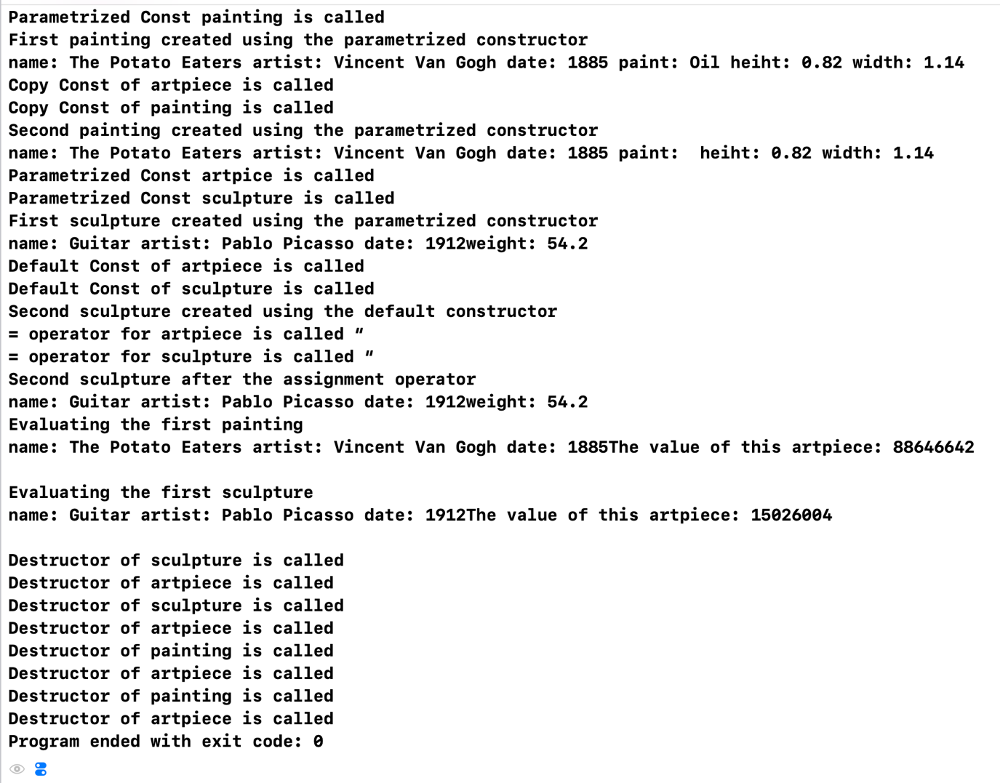 Parametrized Const painting is called
First painting created using the parametrized constructor
name: The Potato Eaters artist: Vincent Van Gogh date: 1885 paint: Oil heiht: 0.82 width: 1.14
Copy Const of artpiece is called
Copy Const of painting is called
Second painting created using the parametrized constructor
name: The Potato Eaters artist: Vincent Van Gogh date: 1885 paint:  heiht: 0.82 width: 1.14
Parametrized Const artpice is called
Parametrized Const sculpture is called
First sculpture created using the parametrized constructor
name: Guitar artist: Pablo Picasso date: 1912weight: 54.2
Default Const of artpiece is called
Default Const of sculpture is called
Second sculpture created using the default constructor
= operator for artpiece is called “
= operator for sculpture is called “
Second sculpture after the assignment operator
name: Guitar artist: Pablo Picasso date: 1912weight: 54.2
Evaluating the first painting
name: The Potato Eaters artist: Vincent Van Gogh date: 1885The value of this artpiece: 88646642
Evaluating the first sculpture
name: Guitar artist: Pablo Picasso date: 1912The value of this artpiece: 15026004
Destructor of sculpture is called
Destructor of artpiece is called
Destructor of sculpture is called
Destructor of artpiece is called
Destructor of painting is called
Destructor of artpiece is called
Destructor of painting is called
Destructor of artpiece is called
Program ended with exit code: 0